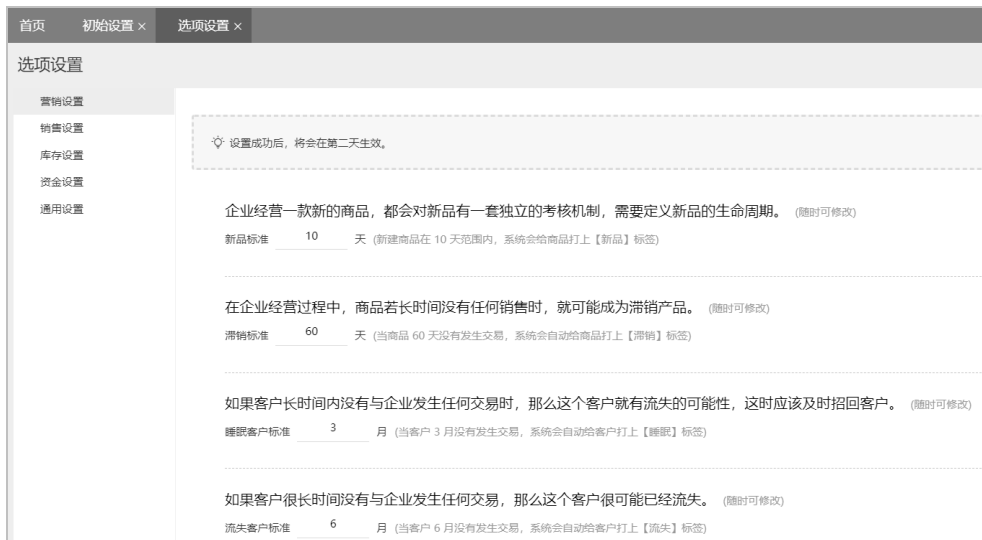 首页 初始设置 × 选项设置 ×
选项设置
营销设置
销售设置
库存设置
资金设置
通用设置
设置成功后，将会在第二天生效。
企业经营一款新的商品，都会对新品有一套独立的考核机制，需要定义新品的生命周期。 (随时可修改)
新品标准 10 天 (新建商品在 10 天范围内，系统会给商品打上【新品】标签)
在企业经营过程中，商品若长时间没有任何销售时，就可能成为滞销产品。 (随时可修改)
滞销标准 60 天 (当商品 60 天没有发生交易，系统会自动给商品打上【滞销】标签)
如果客户长时间内没有与企业发生任何交易时，那么这个客户就有流失的可能性，这时应该及时招回客户。 (随时可修改)
睡眠客户标准 3 月 (当客户 3 月没有发生交易，系统会自动给客户打上【睡眠】标签)
如果客户很长时间没有与企业发生任何交易，那么这个客户很可能已经流失。 (随时可修改)
流失客户标准 6 月 (当客户 6 月没有发生交易，系统会自动给客户打上【流失】标签)